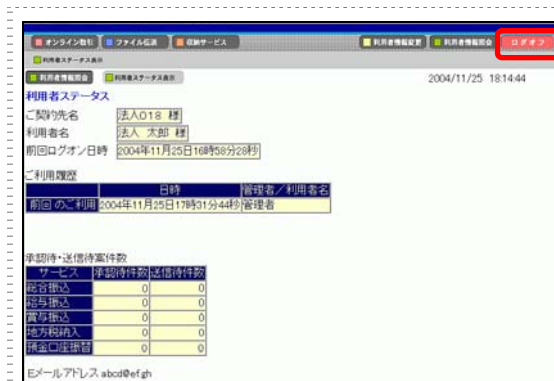 オンライン取引 ファイル伝送 収納サービス 利用者情報変更 利用者情報照会 ログオフ
利用者ステータス表示
利用者情報照会 利用者ステータス表示 2004/11/25 18:14:44
利用者ステータス
ご契約先名 法人018 様
利用者名 法人 太郎 様
前回ログオン日時 2004年11月25日16時58分28秒
ご利用履歴
日時 管理者/利用者名
前回 のご利用 2004年11月25日17時31分44秒 管理者
承認待・送信待案件数
サービス 承認待件数 送信待件数
総合振込 0 0
給与振込 0 0
賞与振込 0 0
地方税納入 0 0
預金口座振替 0 0
Eメールアドレス abcd@efgh